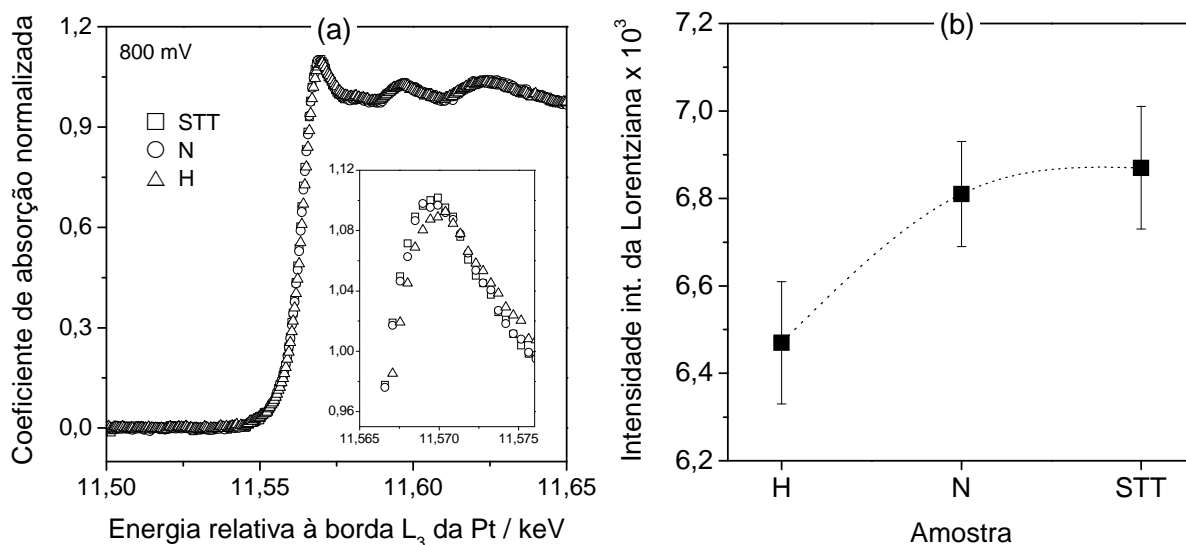 (a)
800 mV
STT
N
H
Coeficiente de absorção normalizada
0,0
0,3
0,6
0,9
1,2
11,50
11,55
11,60
11,65
Energia relativa à borda L₃ da Pt / keV
0,96
1,00
1,04
1,08
1,12
11,565
11,570
11,575
(b)
Intensidade int. da Lorentziana x 10³
7,2
7,0
6,8
6,6
6,4
6,2
H
N
STT
Amostra